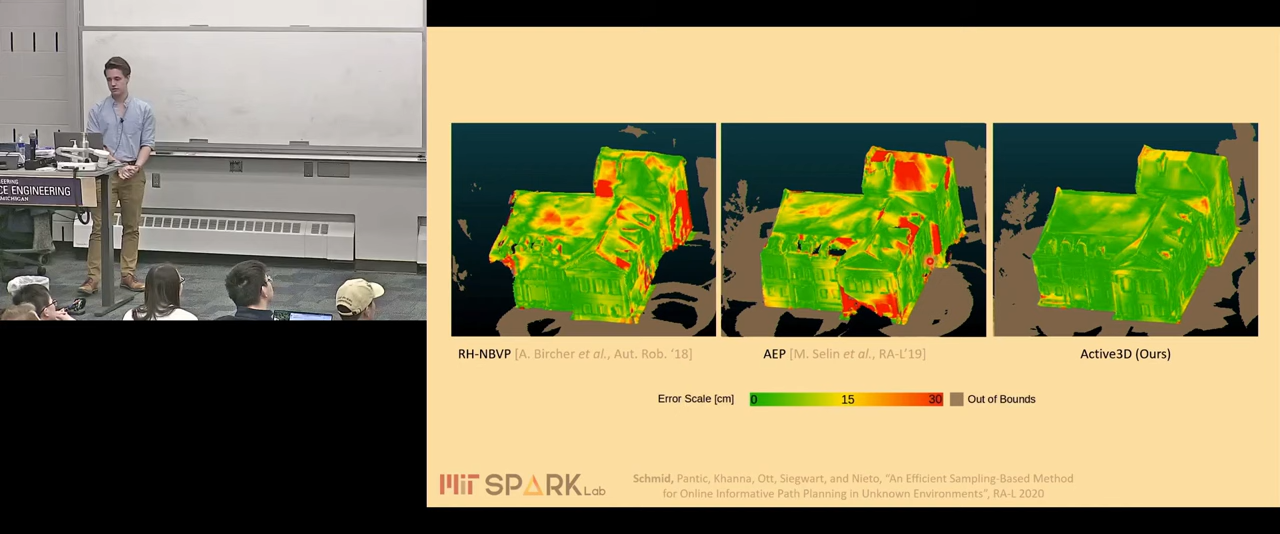 CE ENGINEERING
MICHIGAN
RH-NBVP [A. Bircher et al., Aut. Rob. ‘18]
AEP [M. Selin et al., RA-L’19]
Active3D (Ours)
Error Scale [cm]
0
15
30
Out of Bounds
MIT SPARK Lab
Schmid, Pantic, Khanna, Ott, Siegwart, and Nieto, “An Efficient Sampling-Based Method
for Online Informative Path Planning in Unknown Environments”, RA-L 2020